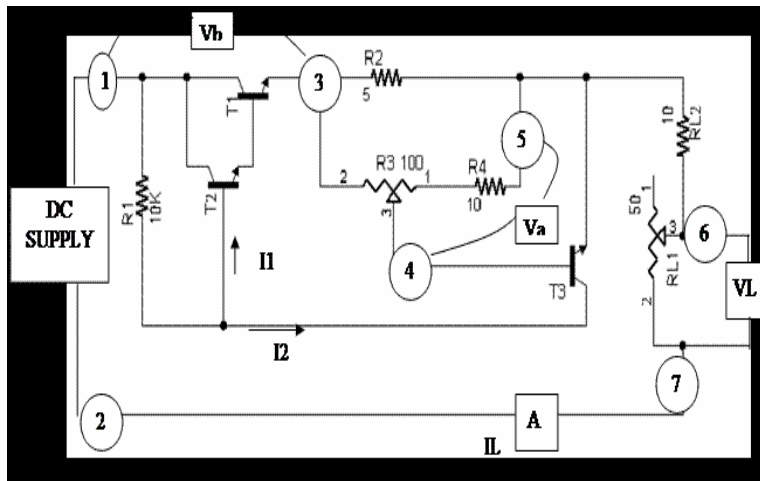 Vb
1
3
R2
5
T1
5
R3 100
2
1
R4
10
3
Va
10
RL2
R1
10K
T2
DC
SUPPLY
I1
4
T3
50
1
3
6
RL1
2
VL
I2
7
2
A
IL